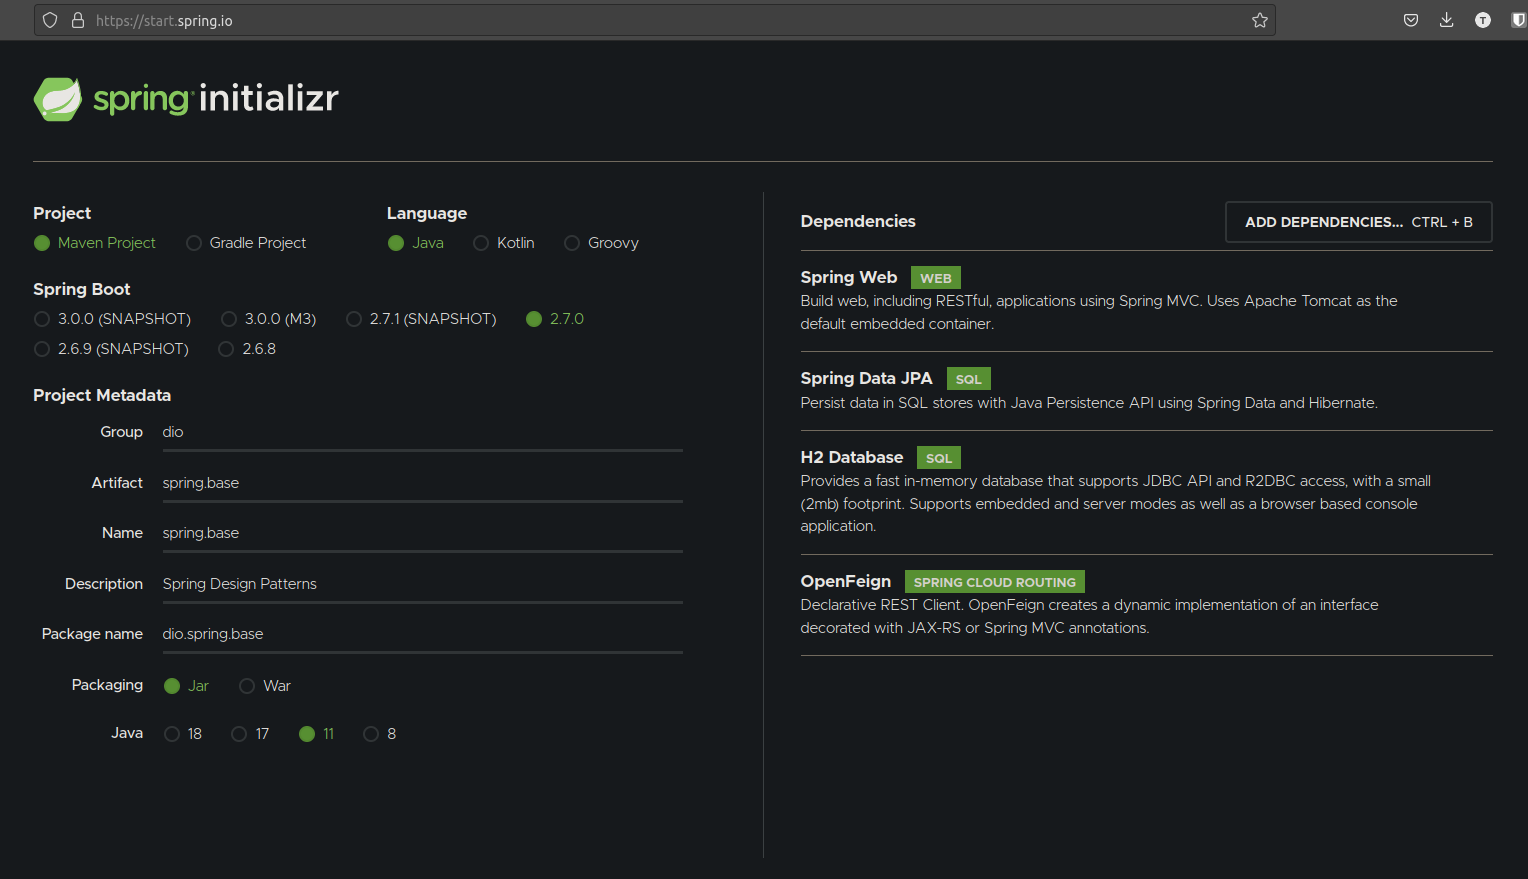 https://start.spring.io
T
spring initializr
Project
Maven Project Gradle Project
Language
Java Kotlin Groovy
Spring Boot
3.0.0 (SNAPSHOT) 3.0.0 (M3) 2.7.1 (SNAPSHOT) 2.7.0
2.6.9 (SNAPSHOT) 2.6.8
Project Metadata
Group dio
Artifact spring.base
Name spring.base
Description Spring Design Patterns
Package name dio.spring.base
Packaging Jar War
Java 18 17 11 8
Dependencies
ADD DEPENDENCIES... CTRL + B
Spring Web WEB
Build web, including RESTful, applications using Spring MVC. Uses Apache Tomcat as the
default embedded container.
Spring Data JPA SQL
Persist data in SQL stores with Java Persistence API using Spring Data and Hibernate.
H2 Database SQL
Provides a fast in-memory database that supports JDBC API and R2DBC access, with a small
(2mb) footprint. Supports embedded and server modes as well as a browser based console
application.
OpenFeign SPRING CLOUD ROUTING
Declarative REST Client. OpenFeign creates a dynamic implementation of an interface
decorated with JAX-RS or Spring MVC annotations.